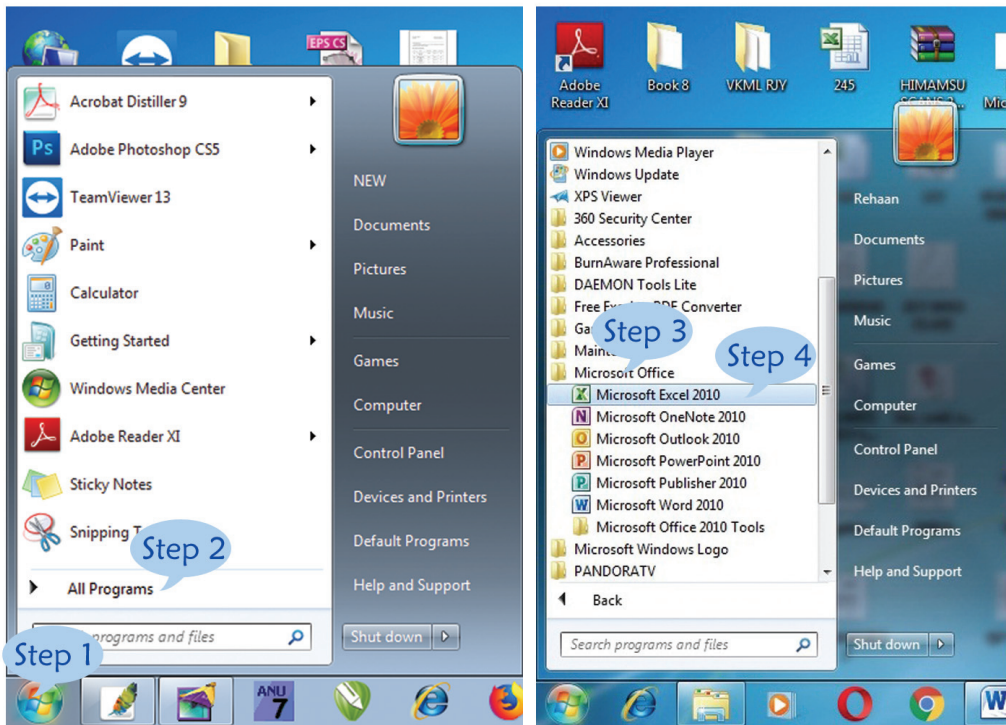 EPS CS
Acrobat Distiller 9
Ps
Adobe Photoshop CS5
TeamViewer 13
Paint
Calculator
Getting Started
Windows Media Center
Adobe Reader XI
Sticky Notes
Snipping
Step 2
All Programs
programs and files
Step 1
NEW
Documents
Pictures
Music
Games
Computer
Control Panel
Devices and Printers
Default Programs
Help and Support
Shut down
ANU
7
Adobe
Reader XI
Book 8
VKML RJY
245
HIMAMSU
Windows Media Player
Windows Update
XPS Viewer
360 Security Center
Accessories
BurnAware Professional
DAEMON Tools Lite
Free Converter
Step 3
Step 4
Microsoft Office
Microsoft Excel 2010
Microsoft OneNote 2010
Microsoft Outlook 2010
Microsoft PowerPoint 2010
Microsoft Publisher 2010
Microsoft Word 2010
Microsoft Office 2010 Tools
Microsoft Windows Logo
PANDORATV
Back
Search programs and files
Rehaan
Documents
Pictures
Music
Games
Computer
Control Panel
Devices and Printers
Default Programs
Help and Support
Shut down
W